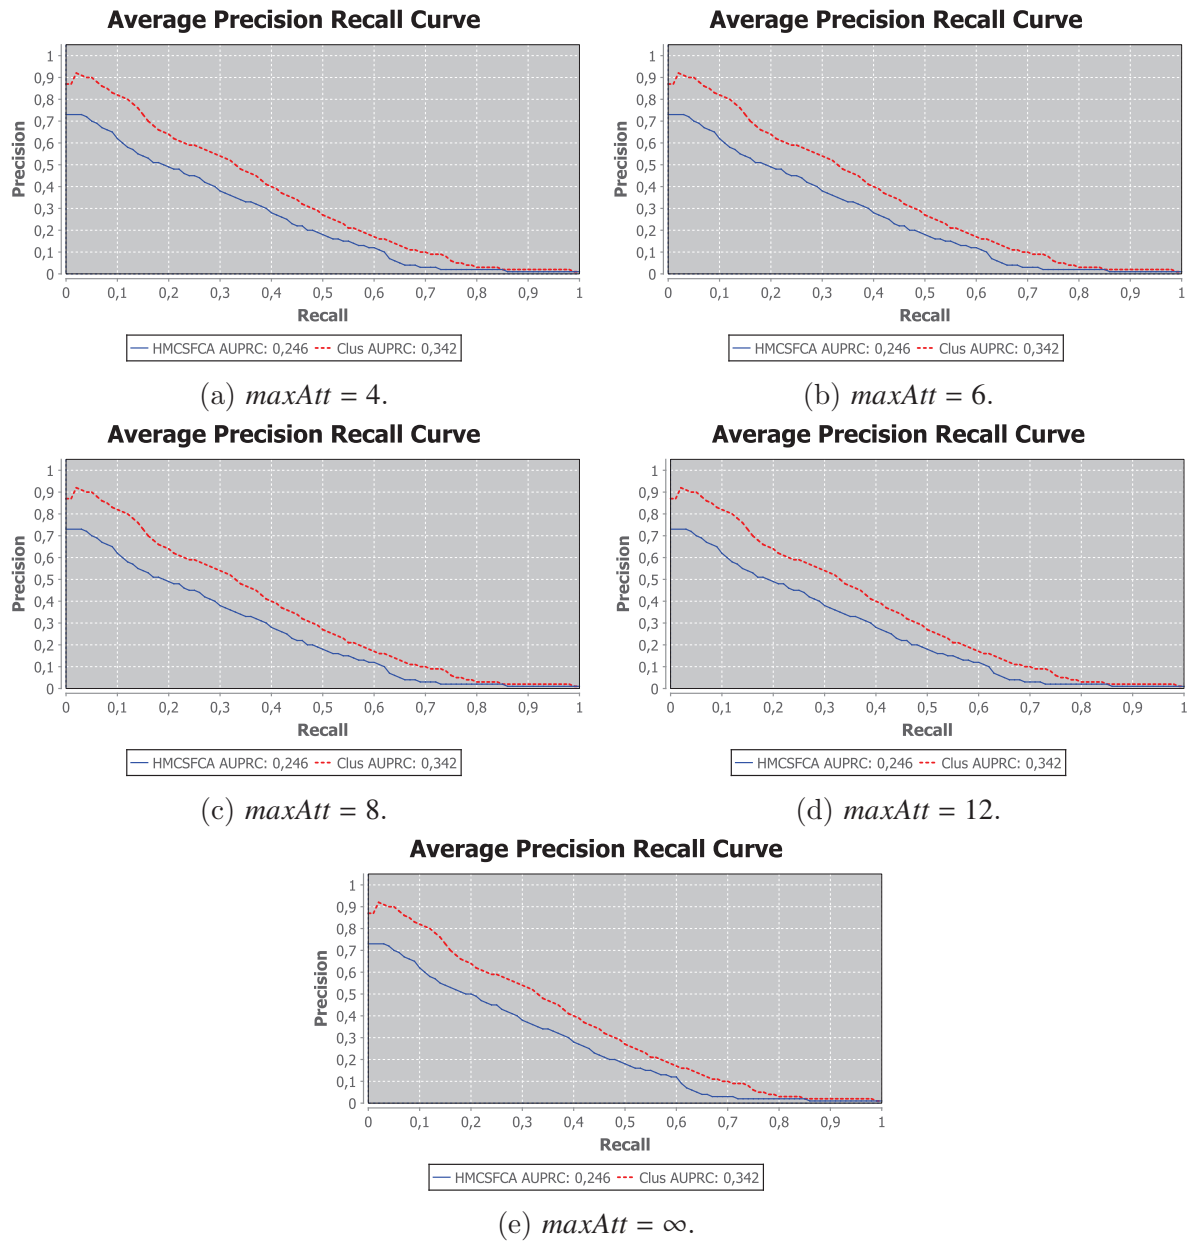 Average Precision Recall Curve
Precision
1
0,9
0,8
0,7
0,6
0,5
0,4
0,3
0,2
0,1
0
0 0,1 0,2 0,3 0,4 0,5 0,6 0,7 0,8 0,9 1
Recall
HMCSFCA AUPRC: 0,246 Clus AUPRC: 0,342
(a) maxAtt = 4.
Average Precision Recall Curve
Precision
1
0,9
0,8
0,7
0,6
0,5
0,4
0,3
0,2
0,1
0
0 0,1 0,2 0,3 0,4 0,5 0,6 0,7 0,8 0,9 1
Recall
HMCSFCA AUPRC: 0,246 Clus AUPRC: 0,342
(b) maxAtt = 6.
Average Precision Recall Curve
Precision
1
0,9
0,8
0,7
0,6
0,5
0,4
0,3
0,2
0,1
0
0 0,1 0,2 0,3 0,4 0,5 0,6 0,7 0,8 0,9 1
Recall
HMCSFCA AUPRC: 0,246 Clus AUPRC: 0,342
(c) maxAtt = 8.
Average Precision Recall Curve
Precision
1
0,9
0,8
0,7
0,6
0,5
0,4
0,3
0,2
0,1
0
0 0,1 0,2 0,3 0,4 0,5 0,6 0,7 0,8 0,9 1
Recall
HMCSFCA AUPRC: 0,246 Clus AUPRC: 0,342
(d) maxAtt = 12.
Average Precision Recall Curve
Precision
1
0,9
0,8
0,7
0,6
0,5
0,4
0,3
0,2
0,1
0
0 0,1 0,2 0,3 0,4 0,5 0,6 0,7 0,8 0,9 1
Recall
HMCSFCA AUPRC: 0,246 Clus AUPRC: 0,342
(e) maxAtt = ∞.